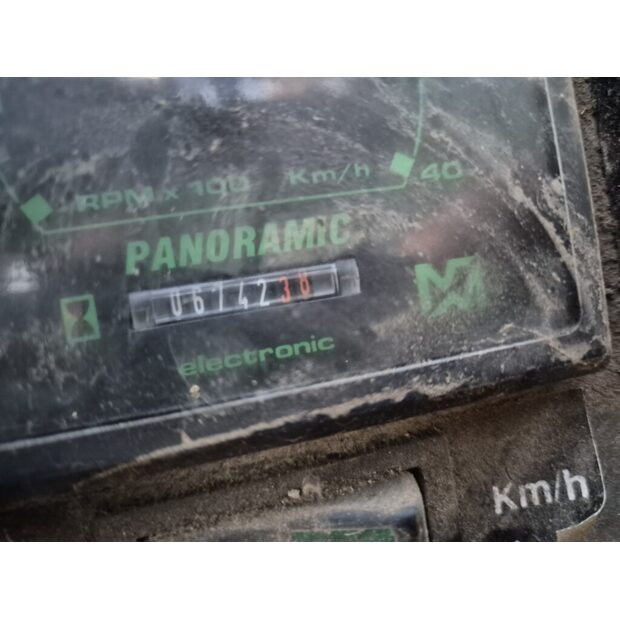 RPM x 100 Km/h 40
PANORAMIC
0674238
electronic
Km/h